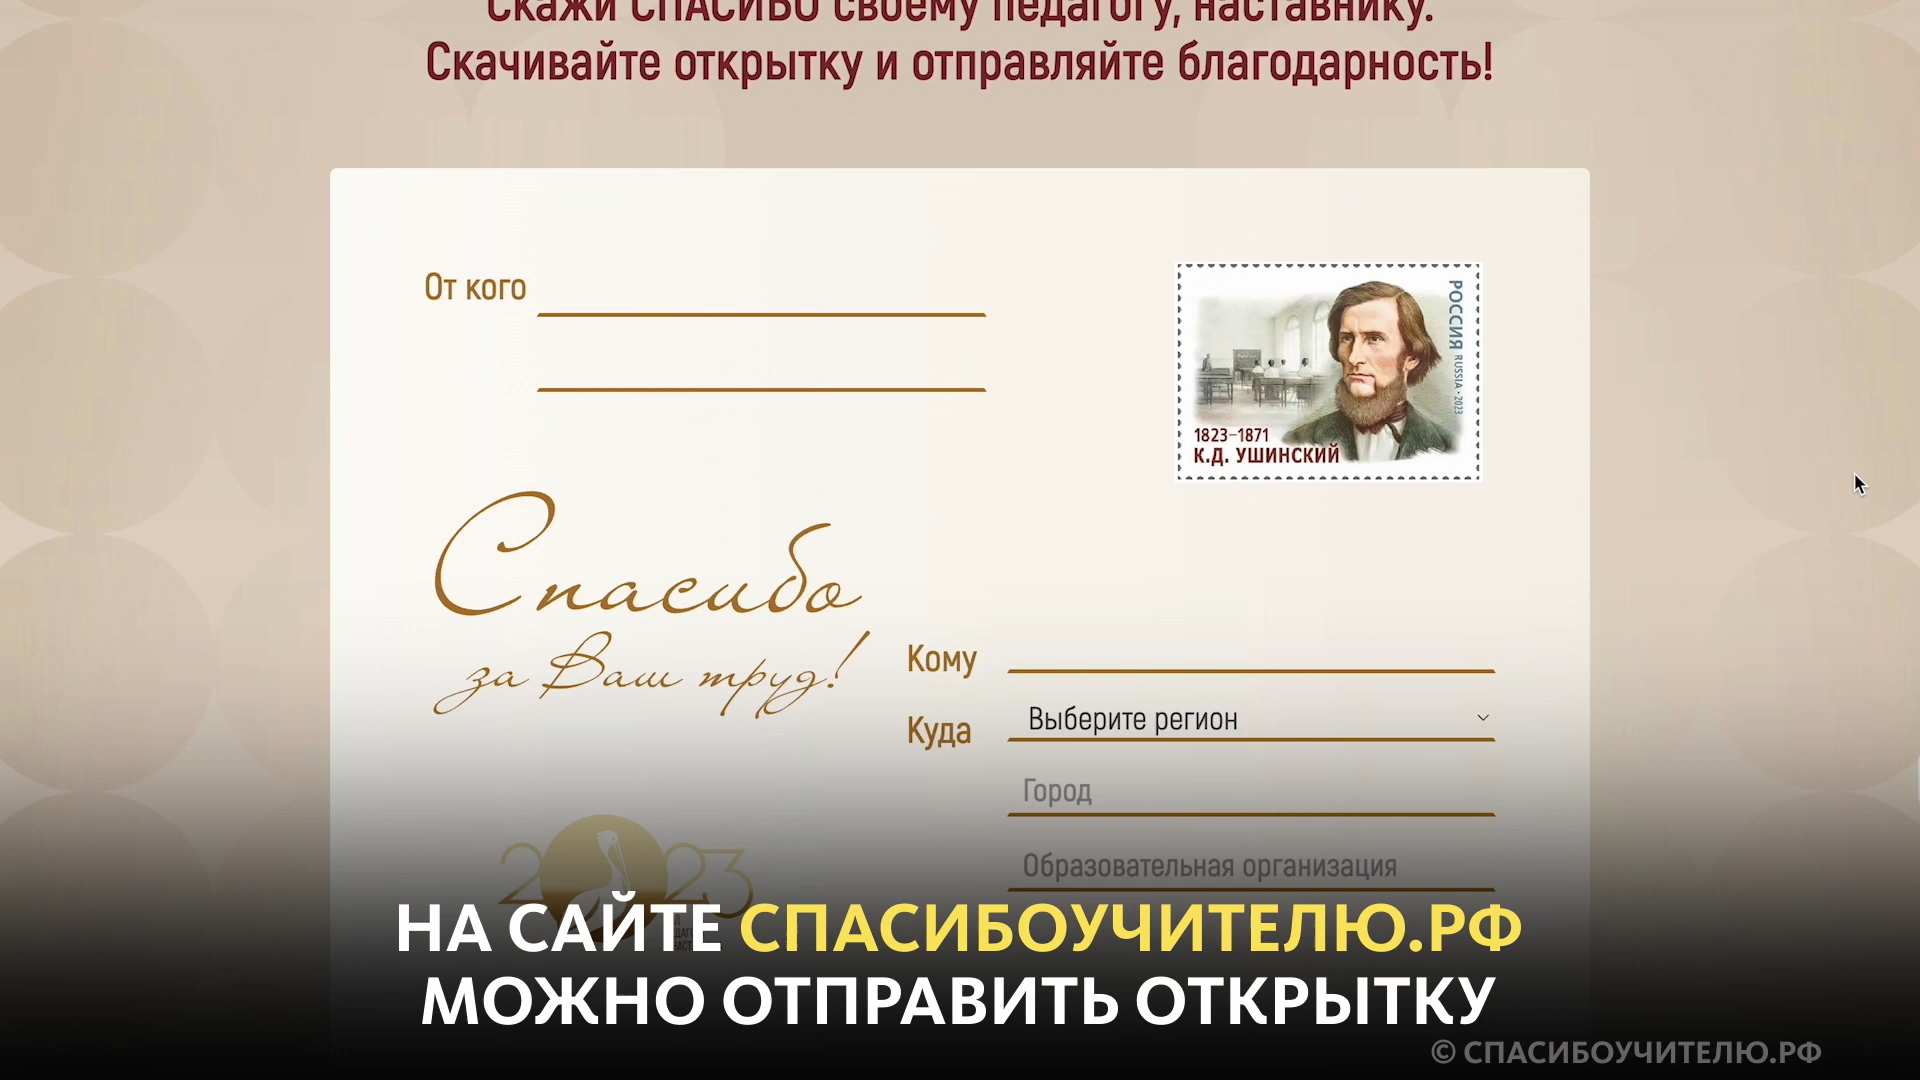 Скажи СПАСИБО своему педагогу, наставнику.
Скачивайте открытку и отправляйте благодарность!
От кого
РОССИЯ RUSSIA • 2023
1823–1871
К.Д. УШИНСКИЙ
Спасибо
за Ваш труд!
Кому
Куда
Выберите регион
Город
Образовательная организация
2023
НА САЙТЕ СПАСИБОУЧИТЕЛЮ.РФ
МОЖНО ОТПРАВИТЬ ОТКРЫТКУ
© СПАСИБОУЧИТЕЛЮ.РФ